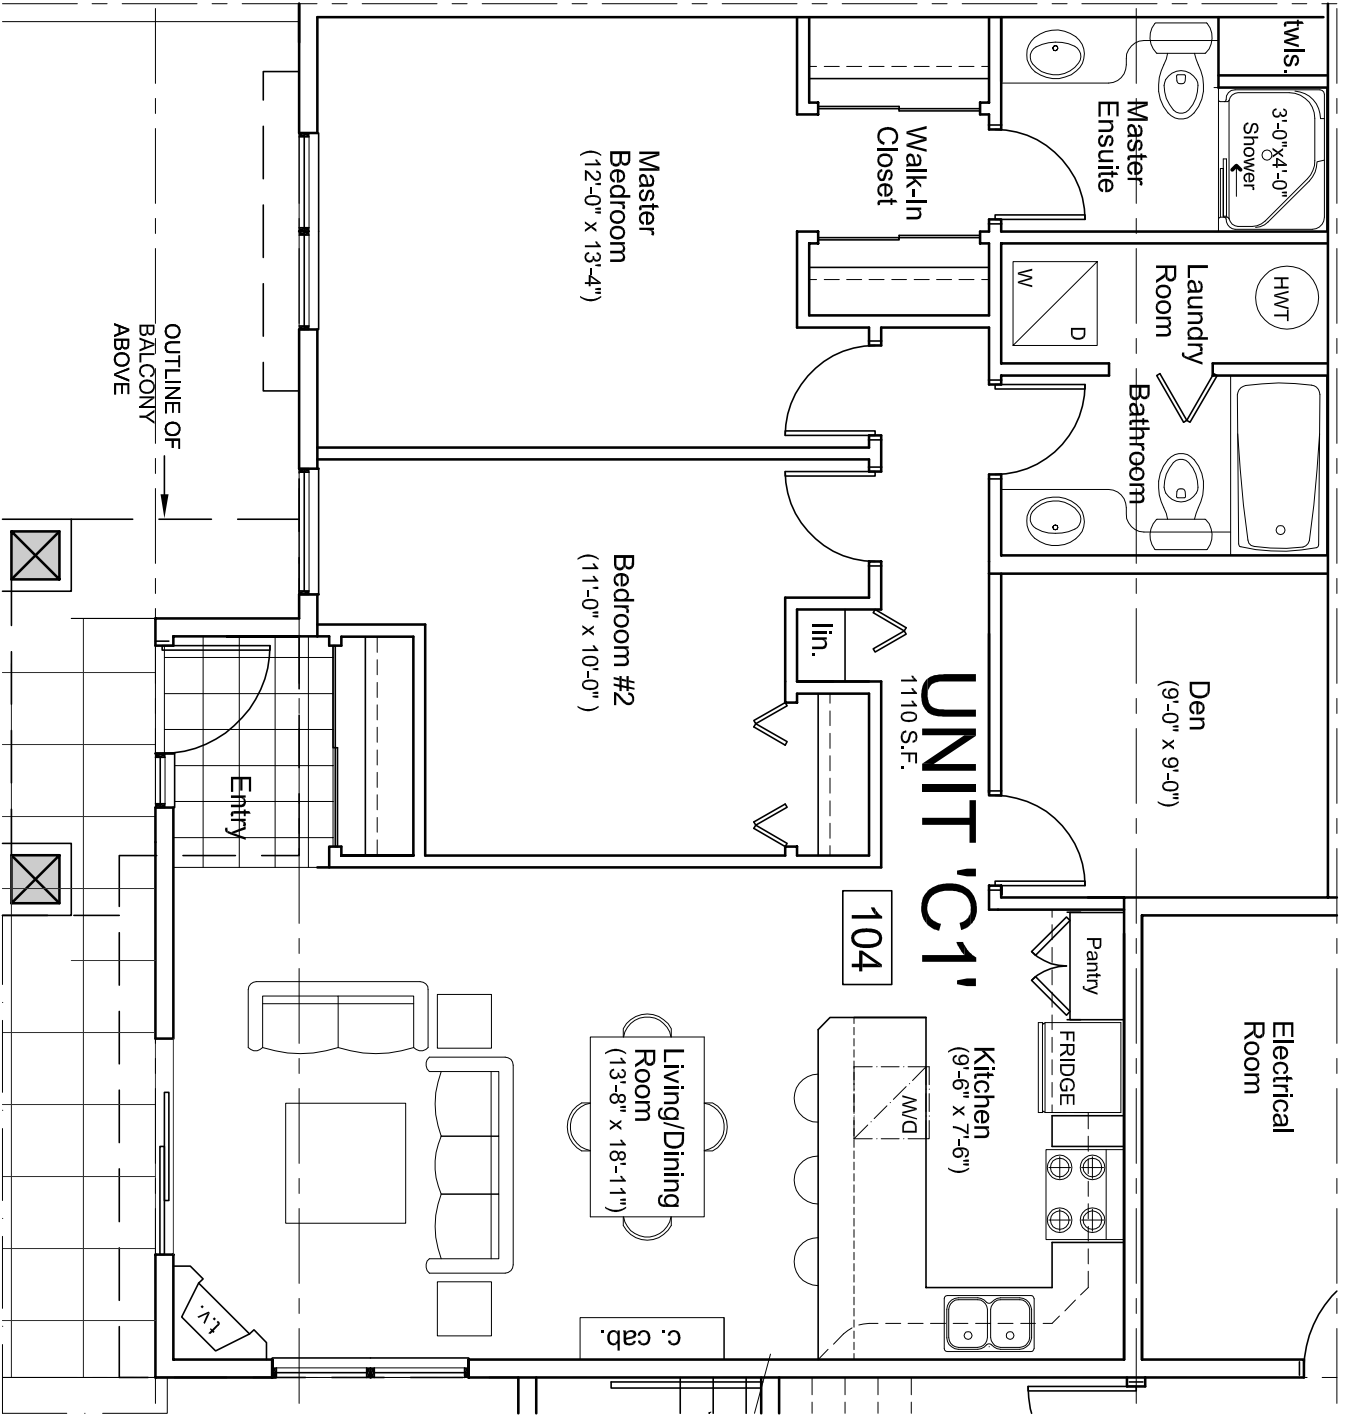 twls.
3'-0"x4'-0"
Shower
Master
Ensuite
Walk-In
Closet
Master
Bedroom
(12'-0" x 13'-4")
HWT
Laundry
Room
W
D
Bathroom
OUTLINE OF
BALCONY
ABOVE
Bedroom #2
(11'-0" x 10'-0" )
lin.
Den
(9'-0" x 9'-0")
UNIT 'C1'
1110 S.F.
104
Entry
Pantry
FRIDGE
Kitchen
(9'-6" x 7'-6")
D/W
Living/Dining
Room
(13'-8" x 18'-11")
c. cab.
t.v.
Electrical
Room